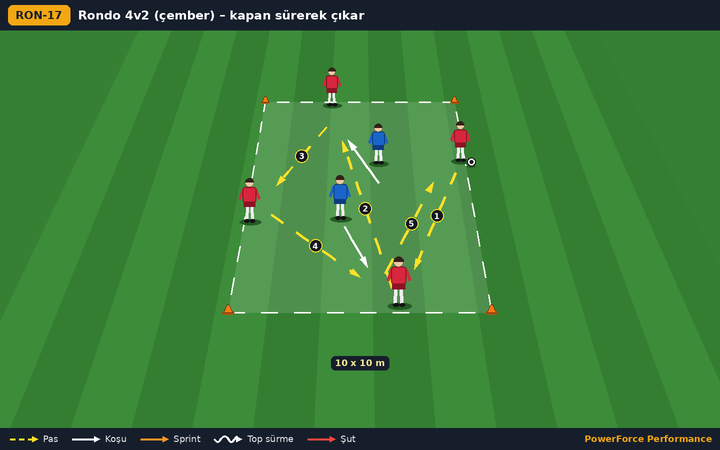 RON-17 Rondo 4v2 (çember) – kapan sürerek çıkar
3
2
5
1
4
10 x 10 m
Pas Koşu Sprint Top sürme Şut PowerForce Performance